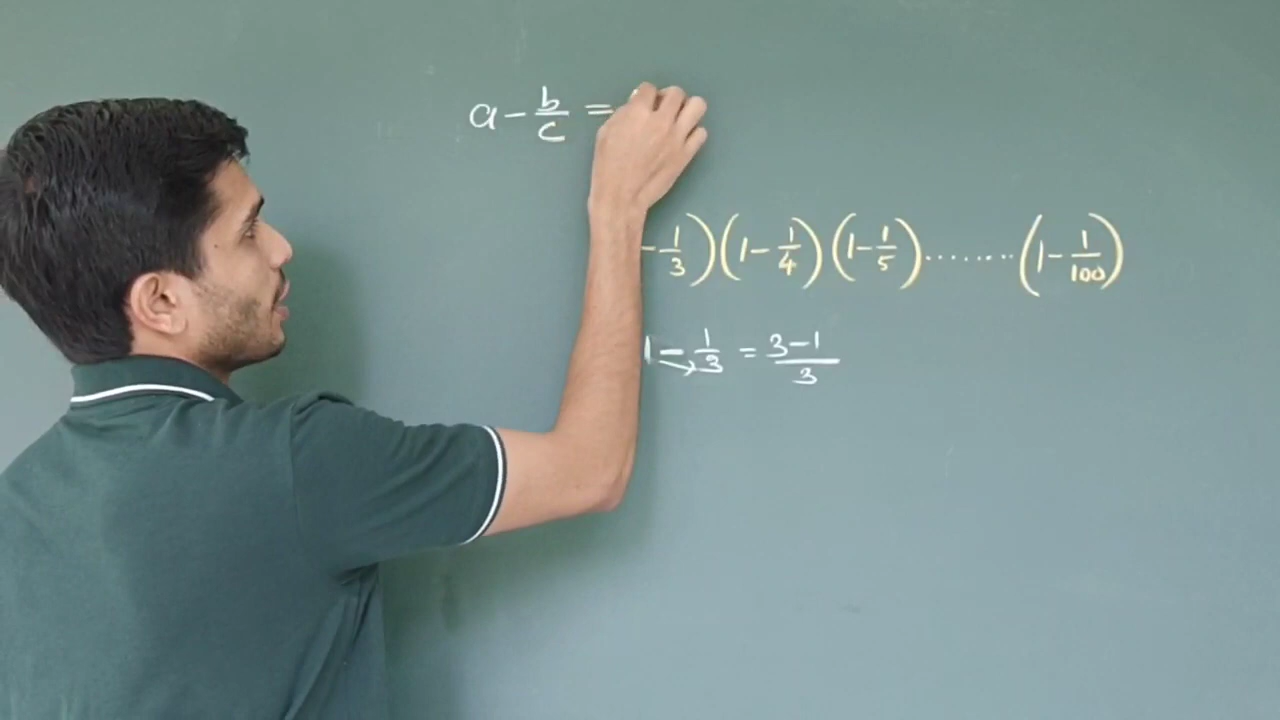 a - b/c =
- 1/3) (1 - 1/4) (1 - 1/5) ......... (1 - 1/100)
1 - 1/3 = 3-1/3